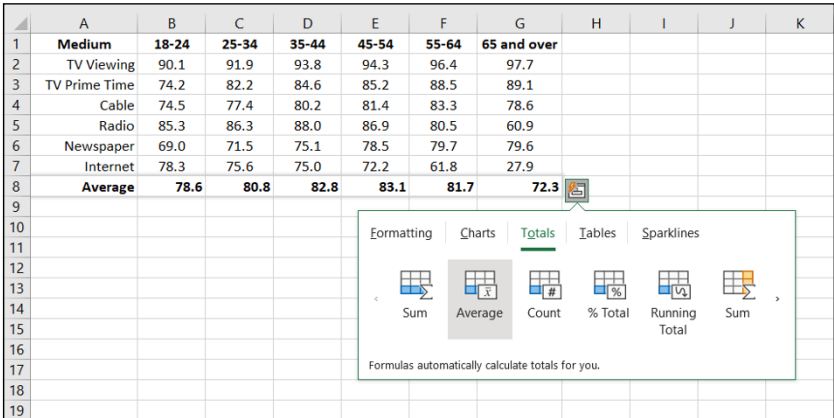 A B C D E F G H I J K
1 Medium 18-24 25-34 35-44 45-54 55-64 65 and over
2 TV Viewing 90.1 91.9 93.8 94.3 96.4 97.7
3 TV Prime Time 74.2 82.2 84.6 85.2 88.5 89.1
4 Cable 74.5 77.4 80.2 81.4 83.3 78.6
5 Radio 85.3 86.3 88.0 86.9 80.5 60.9
6 Newspaper 69.0 71.5 75.1 78.5 79.7 79.6
7 Internet 78.3 75.6 75.0 72.2 61.8 27.9
8 Average 78.6 80.8 82.8 83.1 81.7 72.3
9
10
11
12
13
14
15
16
17
18
19
Formatting Charts Totals Tables Sparklines
Sum Average Count % Total Running Total Sum
Formulas automatically calculate totals for you.